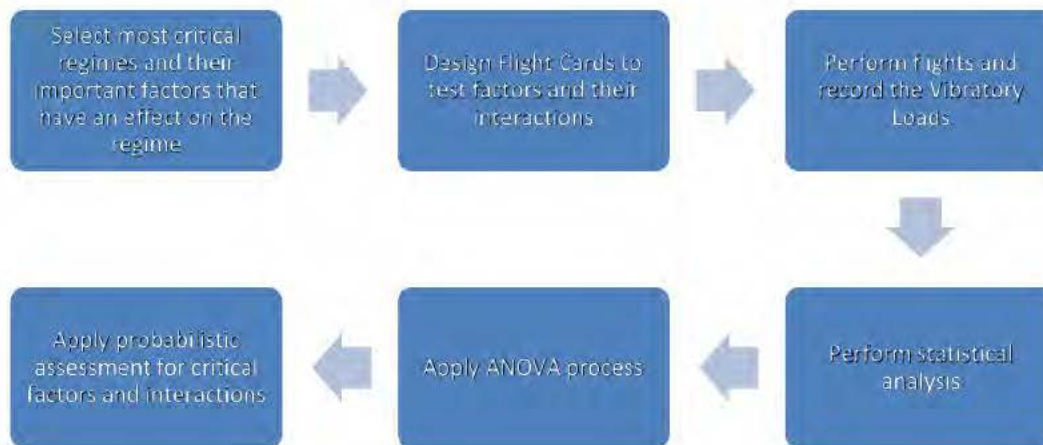 Select most critical
regimes and their
important factors that
have an effect on the
regime
Design Flight Cards to
test factors and their
interactions
Perform flights and
record the Vibratory
Loads
Perform statistical
analysis
Apply ANOVA process
Apply probabilistic
assessment for critical
factors and interactions